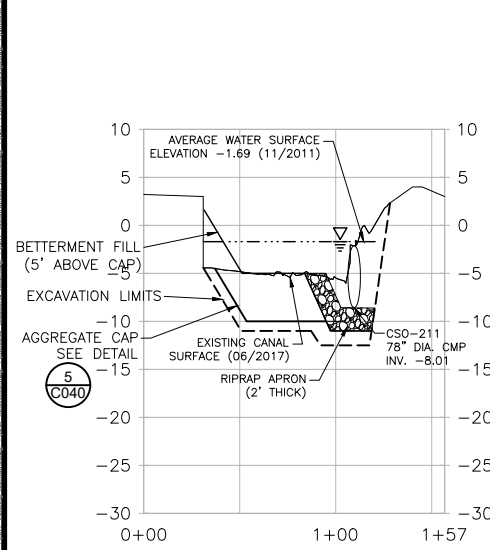 10
10
AVERAGE WATER SURFACE
ELEVATION -1.69 (11/2011)
5
5
0
0
BETTERMENT FILL
(5' ABOVE CAP)
-5
-5
EXCAVATION LIMITS
-10
-10
AGGREGATE CAP
SEE DETAIL
EXISTING CANAL
SURFACE (06/2017)
CSO-211
78" DIA. CMP
INV. -8.01
5
C040
-15
-15
RIPRAP APRON
(2' THICK)
-20
-20
-25
-25
-30
-30
0+00
1+00
1+57